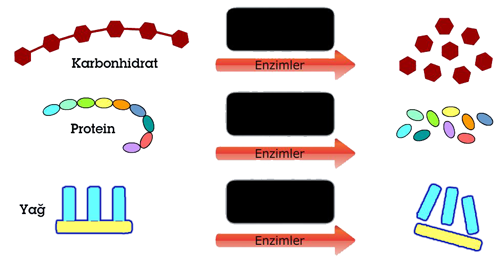 Karbonhidrat
Enzimler
Protein
Enzimler
Yağ
Enzimler